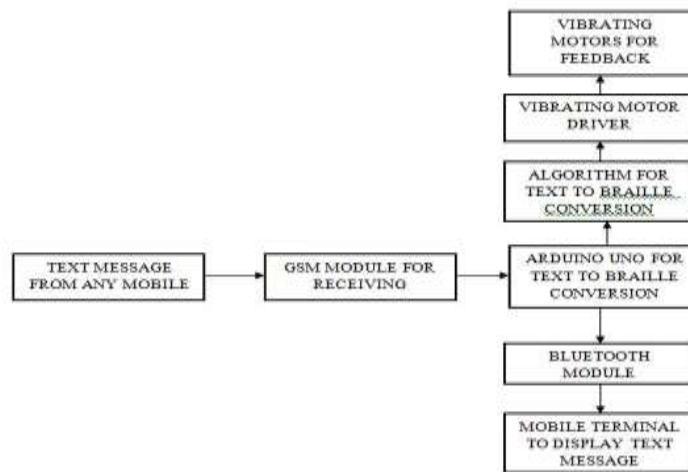 VIBRATING
MOTORS FOR
FEEDBACK
VIBRATING MOTOR
DRIVER
ALGORITHM FOR
TEXT TO BRAILLE
CONVERSION
TEXT MESSAGE
FROM ANY MOBILE
GSM MODULE FOR
RECEIVING
ARDUINO UNO FOR
TEXT TO BRAILLE
CONVERSION
BLUETOOTH
MODULE
MOBILE TERMINAL
TO DISPLAY TEXT
MESSAGE